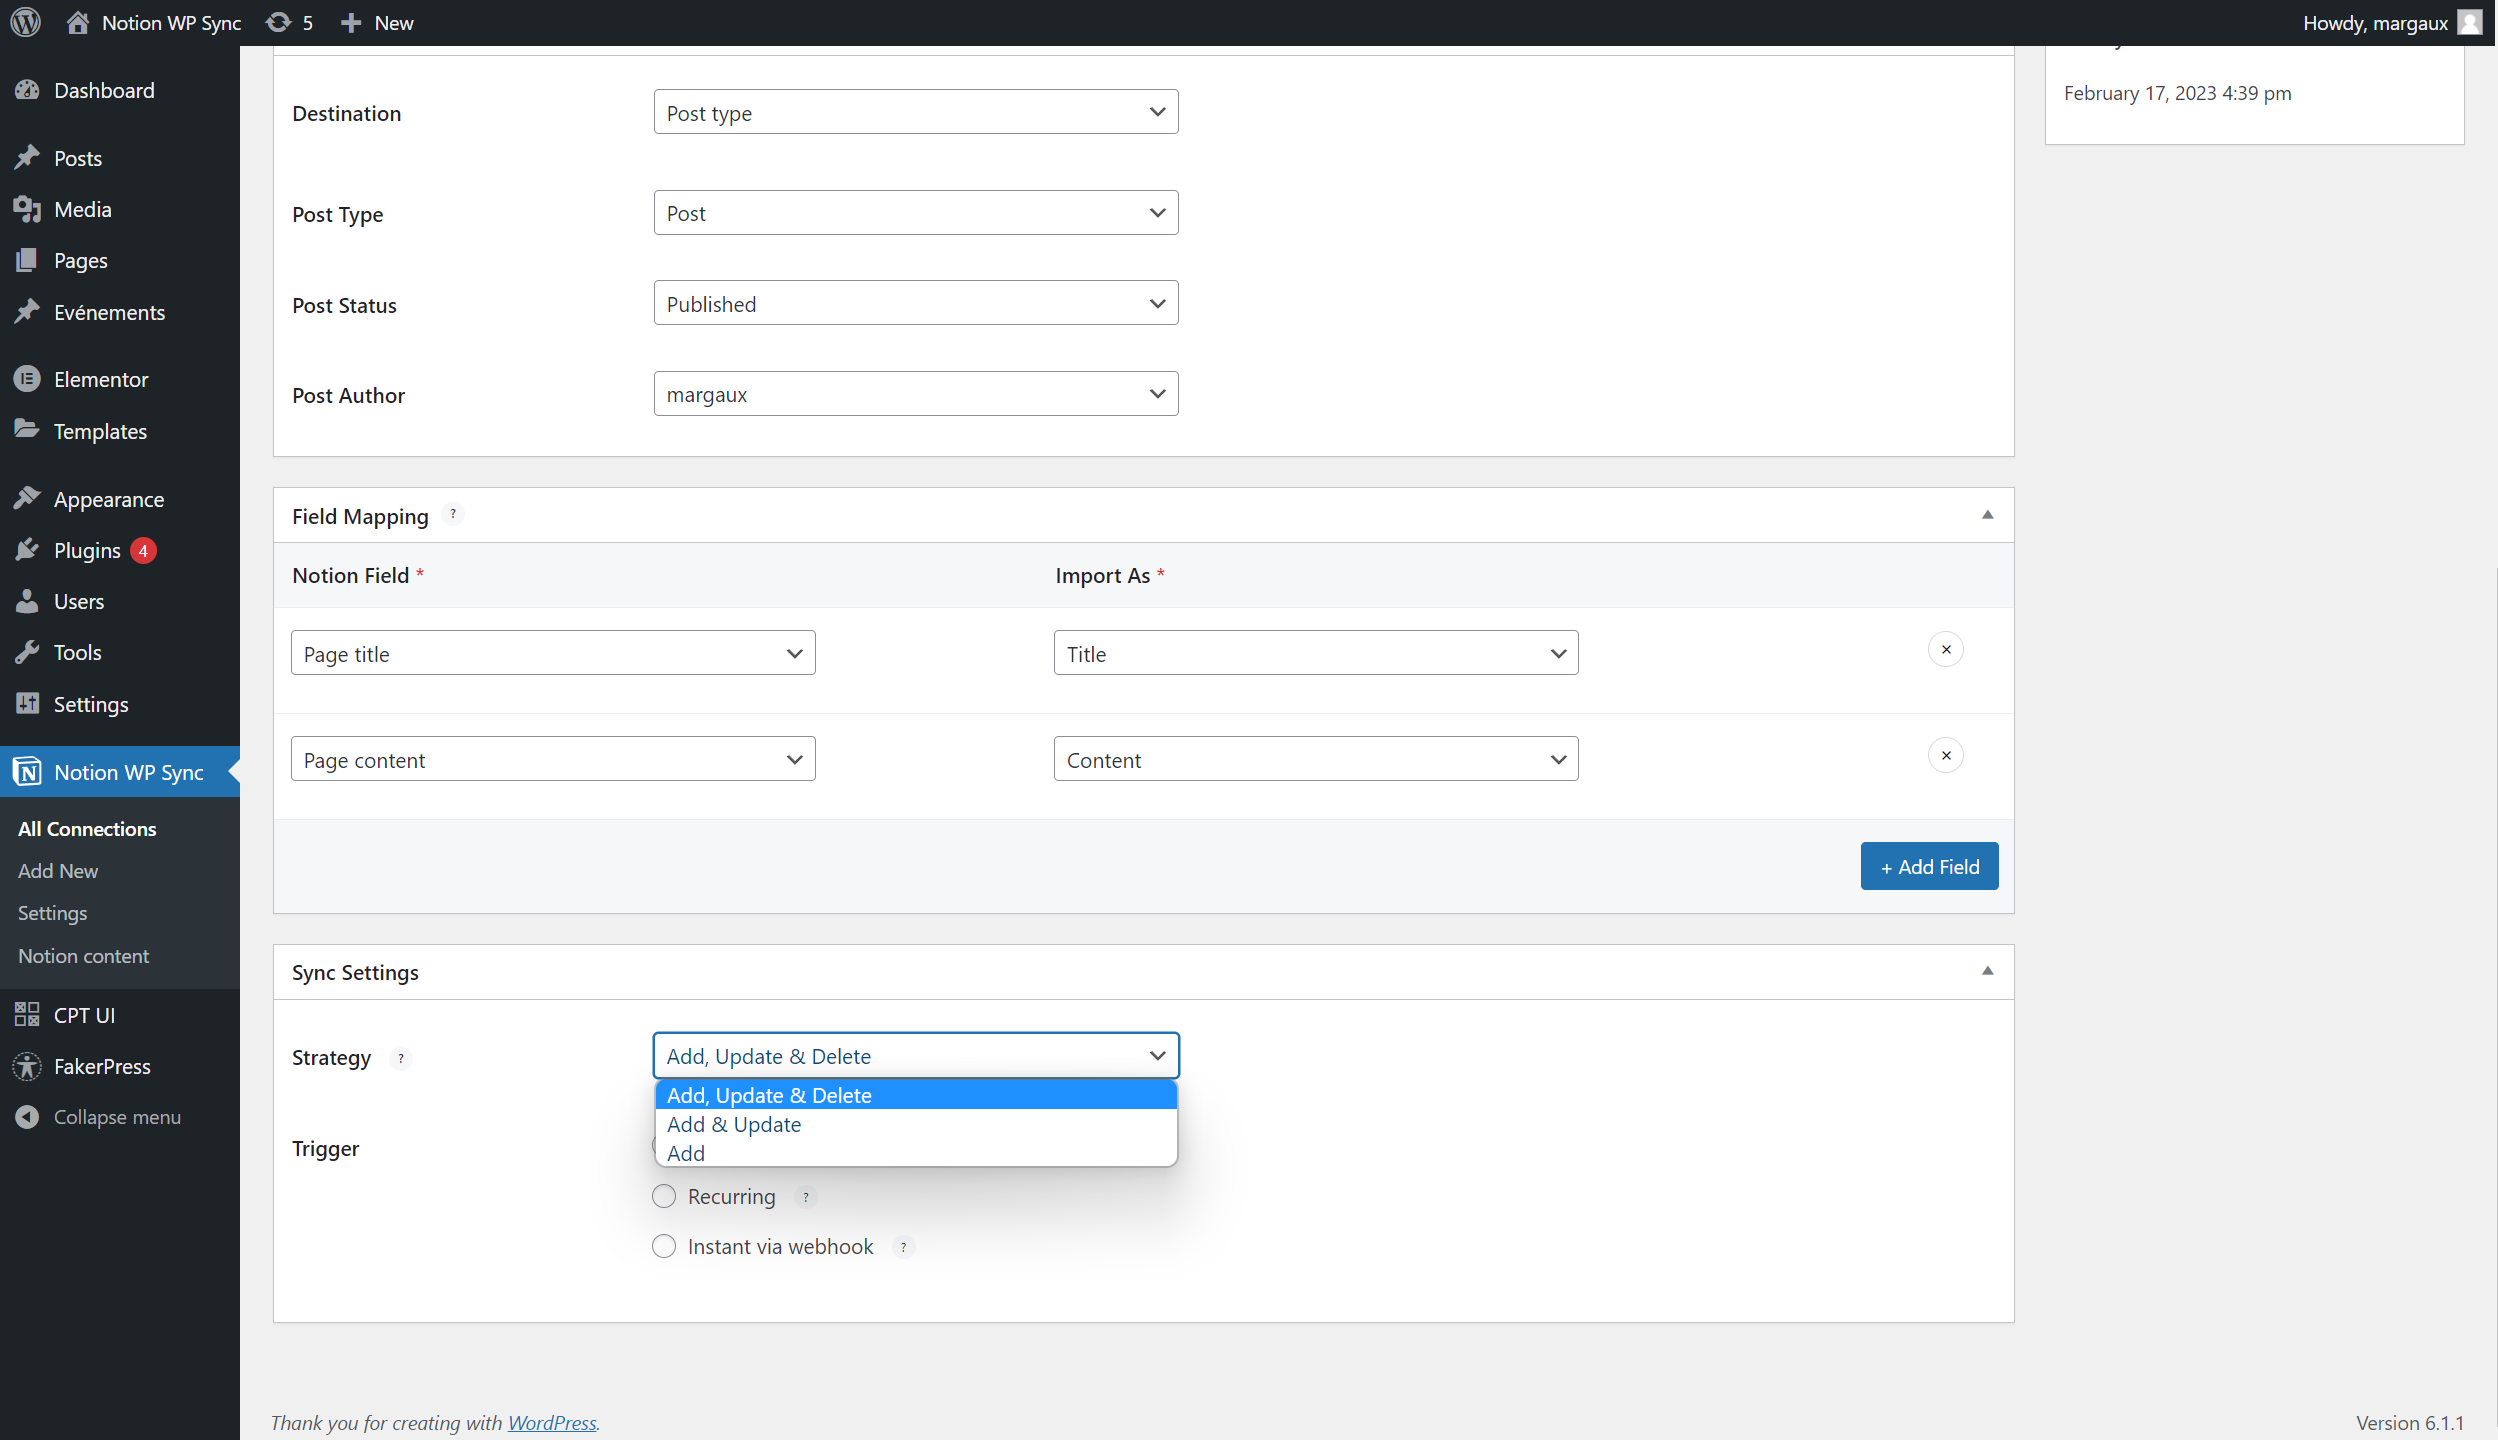 Notion WP Sync 5 New Howdy, margaux
Dashboard
Posts
Media
Pages
Evénements
Elementor
Templates
Appearance
Plugins 4
Users
Tools
Settings
Notion WP Sync
All Connections
Add New
Settings
Notion content
CPT UI
FakerPress
Collapse menu
February 17, 2023 4:39 pm
Destination Post type
Post Type Post
Post Status Published
Post Author margaux
Field Mapping ?
Notion Field * Import As *
Page title Title ×
Page content Content ×
+ Add Field
Sync Settings
Strategy ? Add, Update & Delete
Add, Update & Delete
Add & Update
Add
Trigger
Recurring ?
Instant via webhook ?
Thank you for creating with WordPress. Version 6.1.1